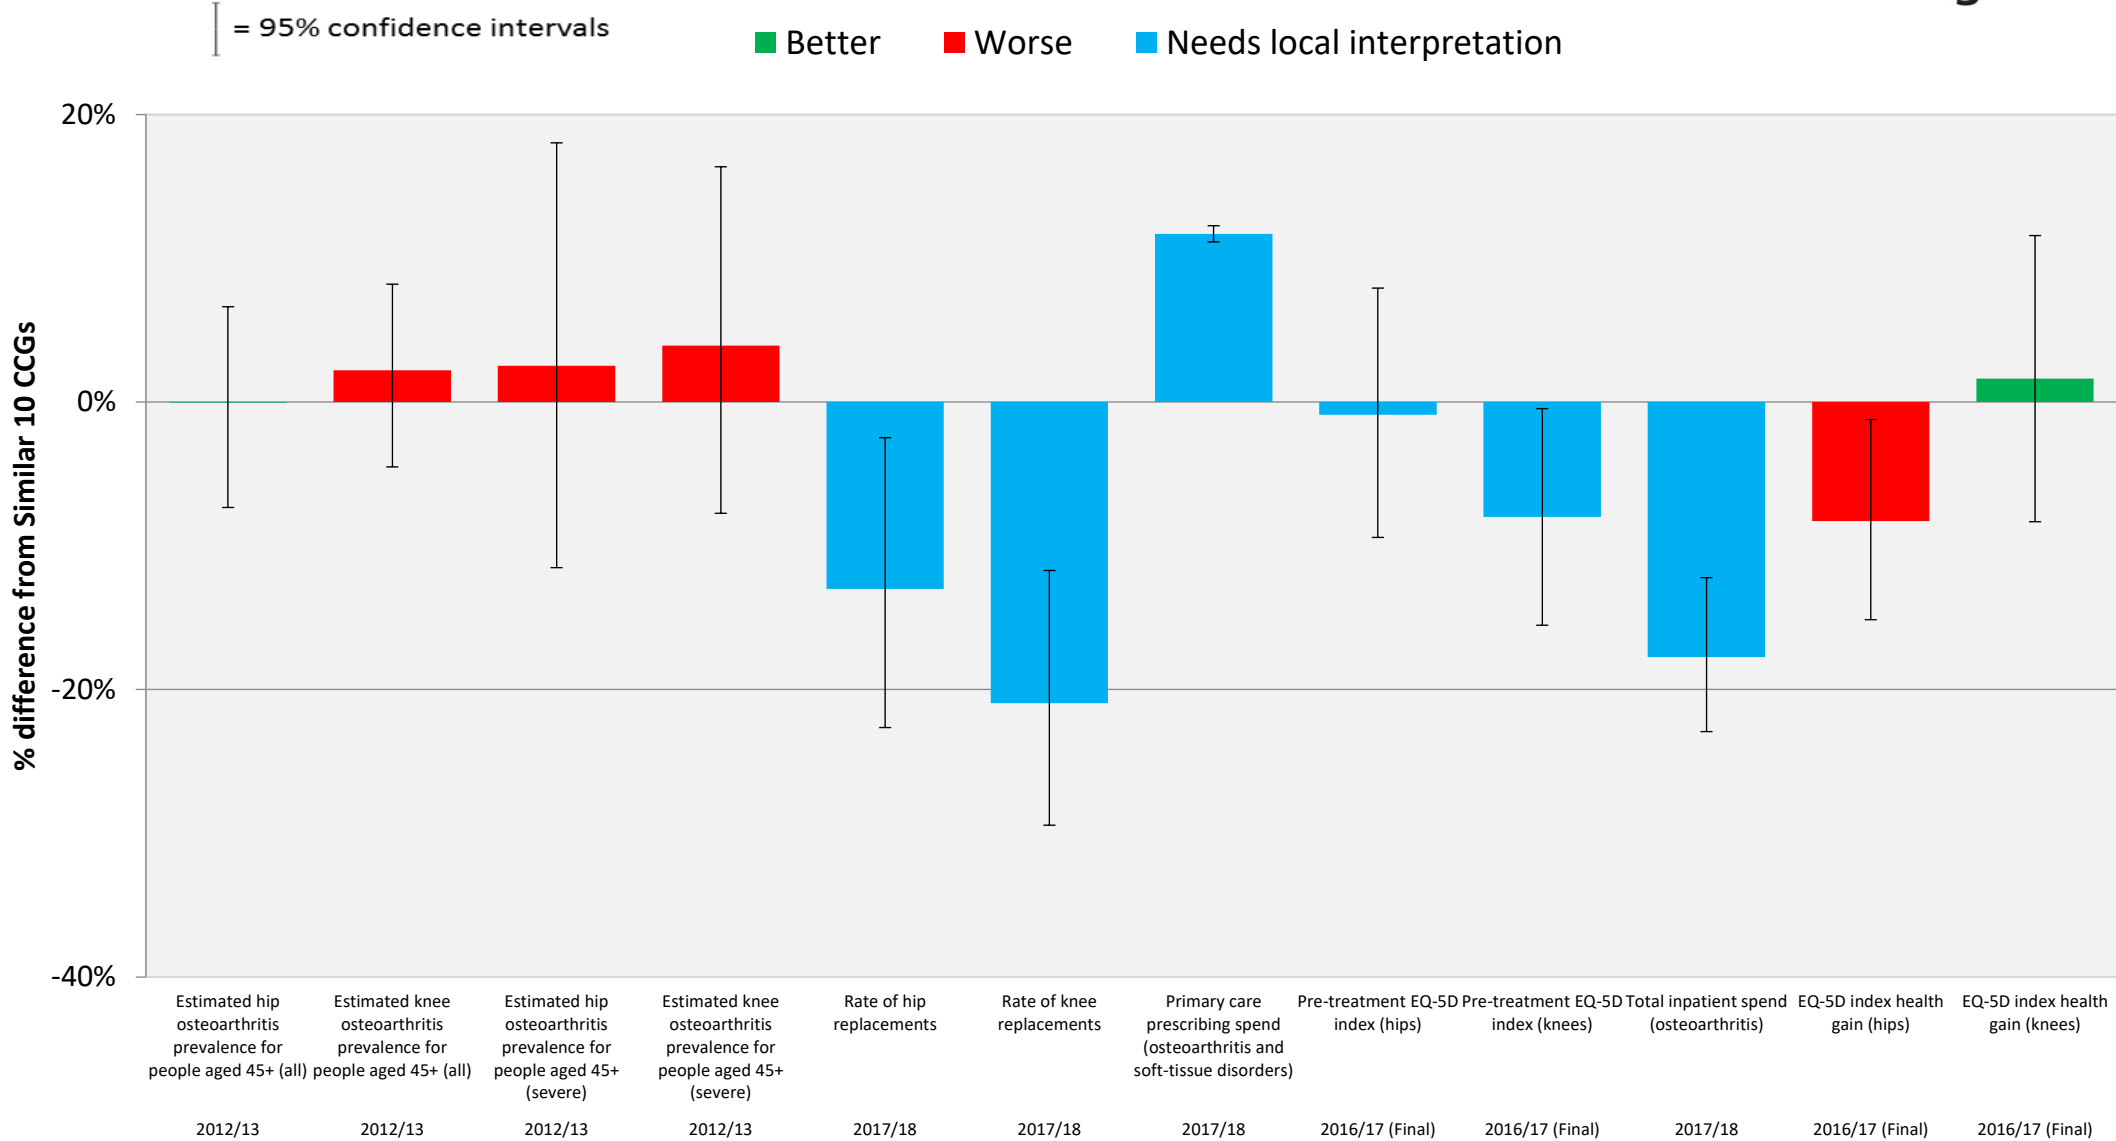 = 95% confidence intervals
Better
Worse
Needs local interpretation
% difference from Similar 10 CCGs
20%
0%
-20%
-40%
Estimated hip
osteoarthritis
prevalence for
people aged 45+ (all)
2012/13
Estimated knee
osteoarthritis
prevalence for
people aged 45+ (all)
2012/13
Estimated hip
osteoarthritis
prevalence for
people aged 45+
(severe)
2012/13
Estimated knee
osteoarthritis
prevalence for
people aged 45+
(severe)
2012/13
Rate of hip
replacements
2017/18
Rate of knee
replacements
2017/18
Primary care
prescribing spend
(osteoarthritis and
soft-tissue disorders)
2017/18
Pre-treatment EQ-5D
index (hips)
2016/17 (Final)
Pre-treatment EQ-5D
index (knees)
2016/17 (Final)
Total inpatient spend
(osteoarthritis)
2017/18
EQ-5D index health
gain (hips)
2016/17 (Final)
EQ-5D index health
gain (knees)
2016/17 (Final)